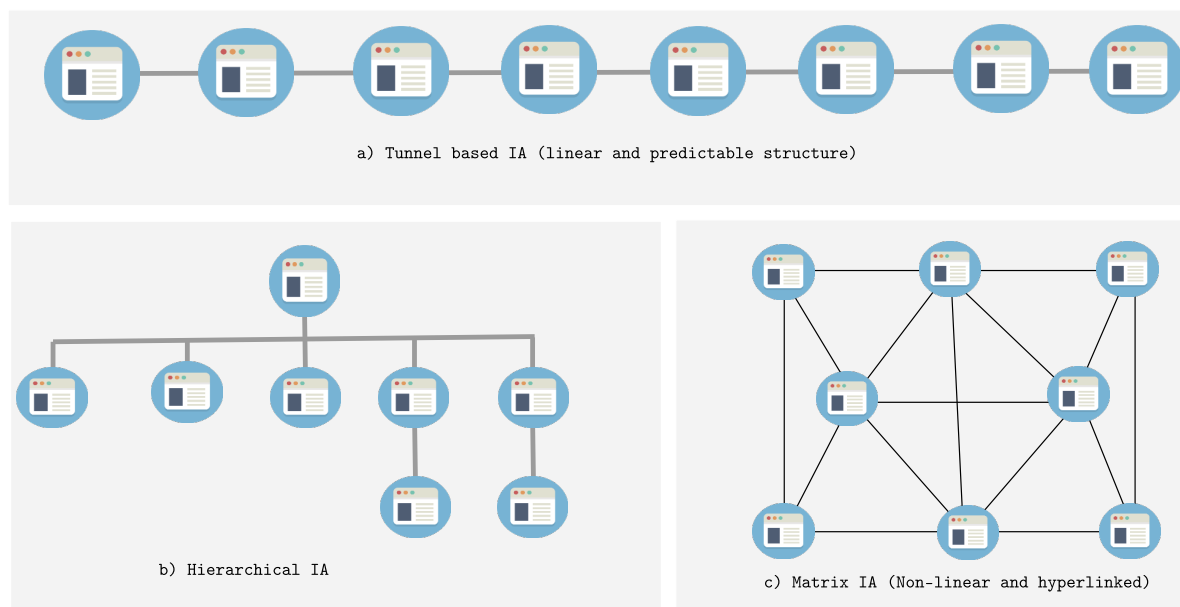 a) Tunnel based IA (linear and predictable structure)
b) Hierarchical IA
c) Matrix IA (Non-linear and hyperlinked)